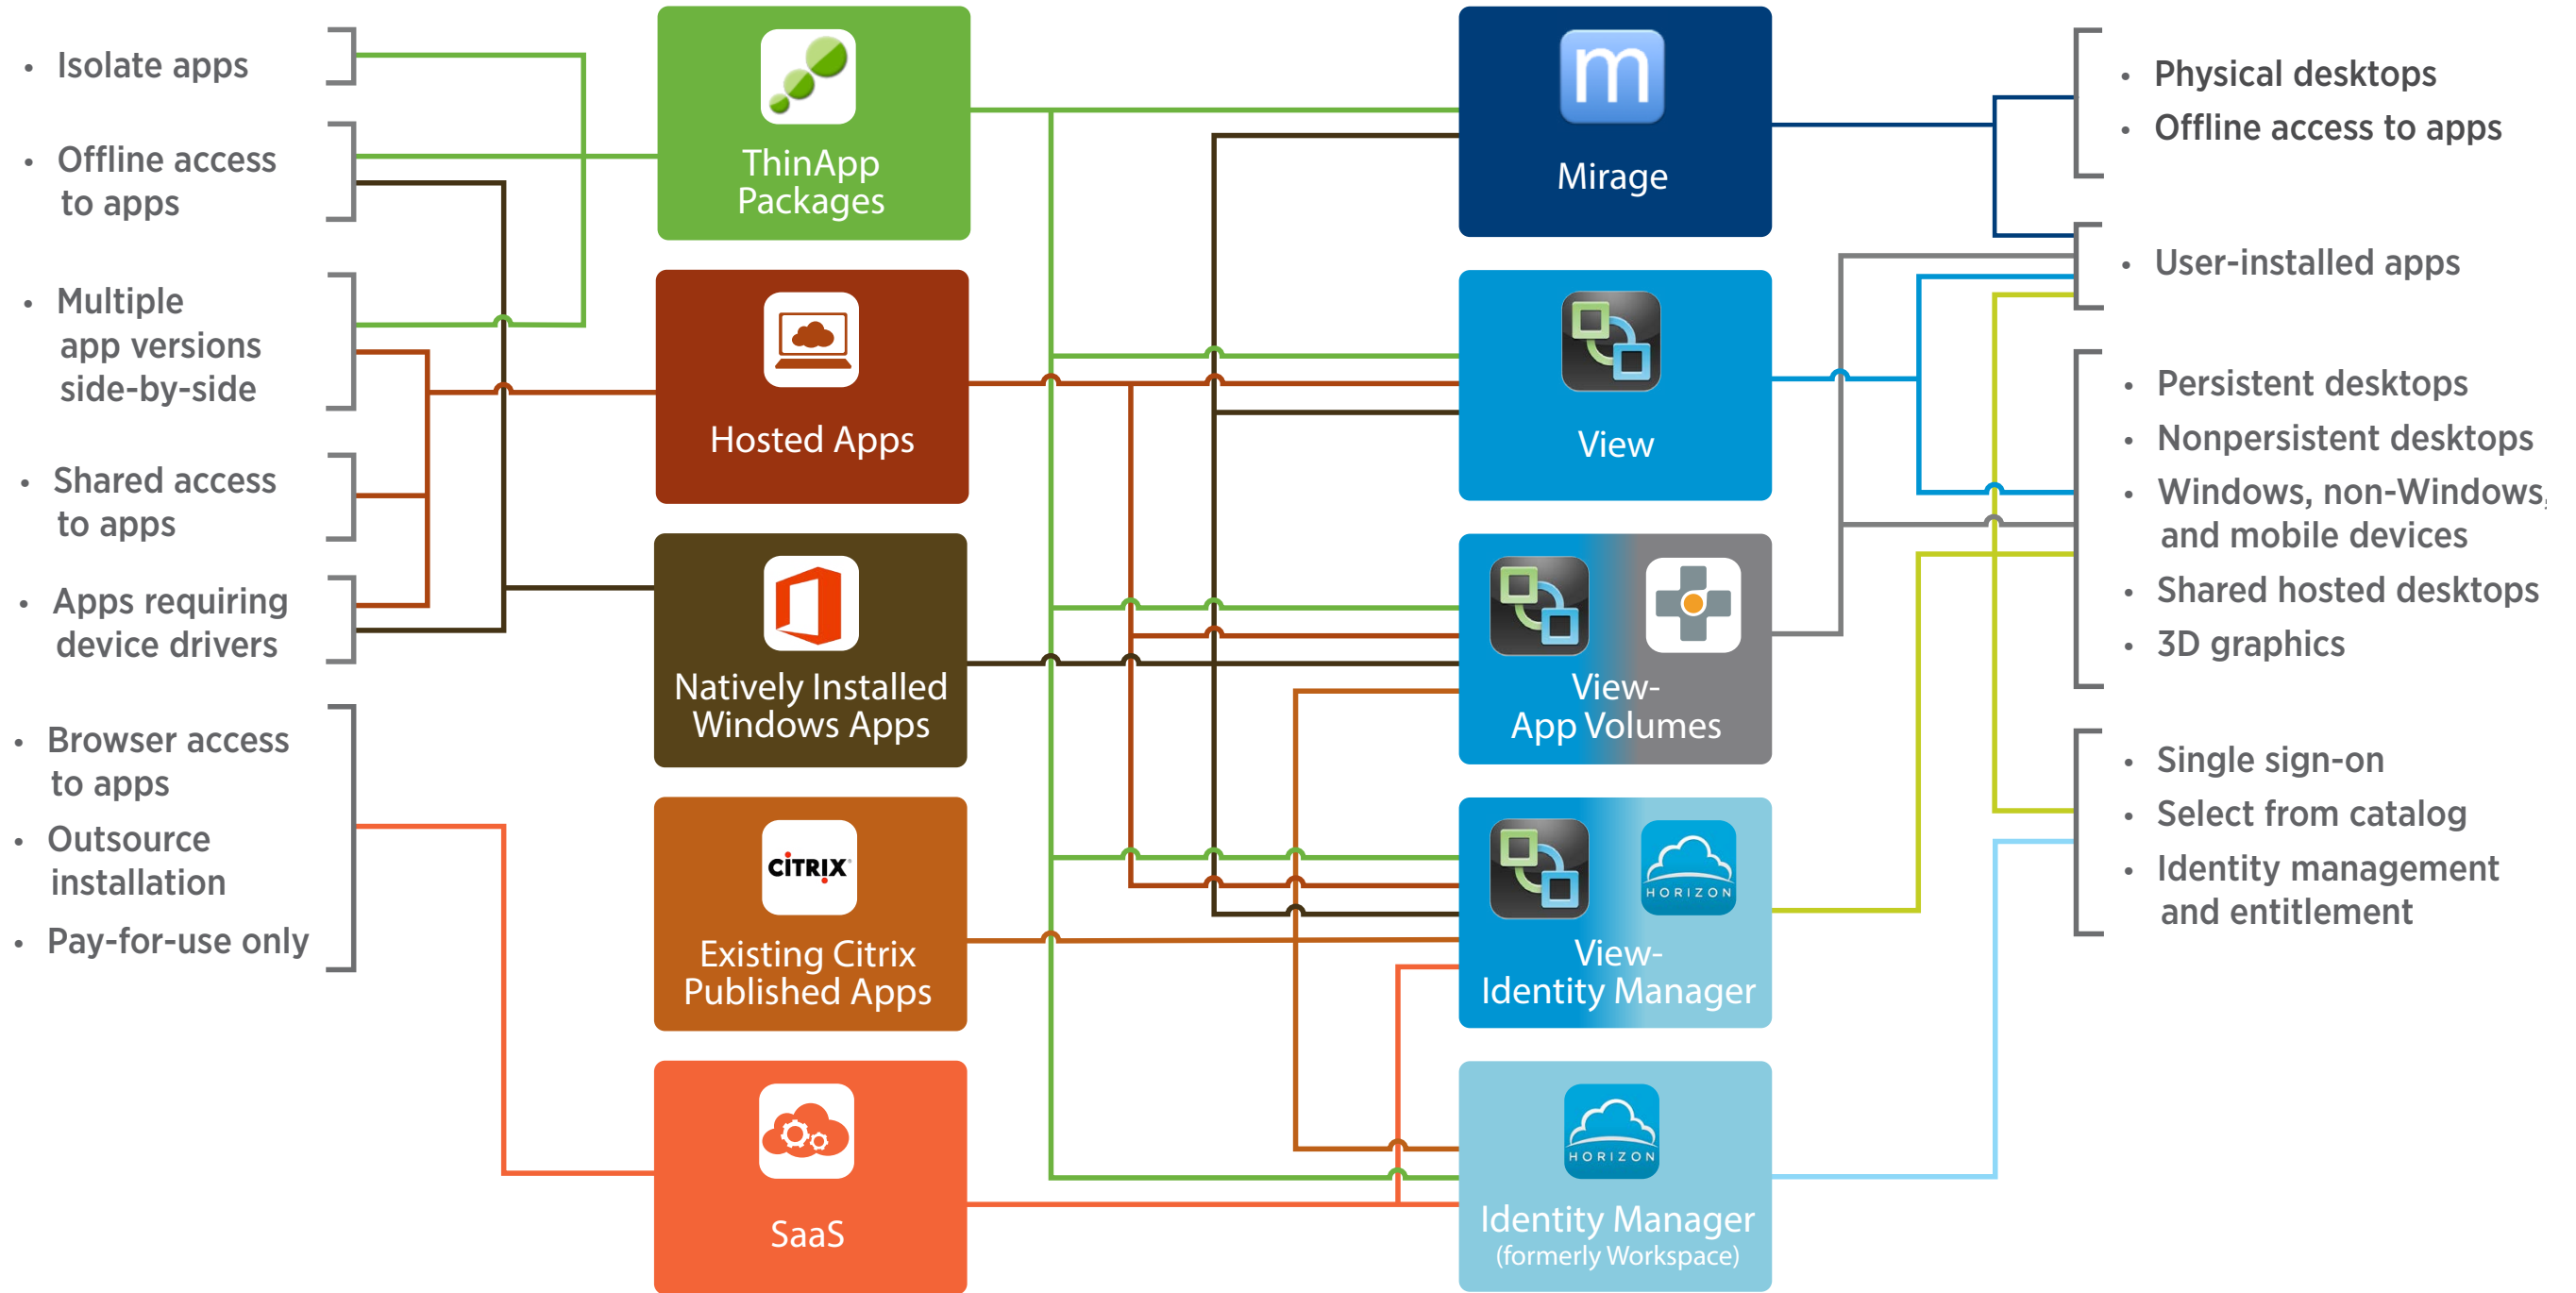 • Isolate apps
• Offline access
to apps
• Multiple
app versions
side-by-side
• Shared access
to apps
• Apps requiring
device drivers
• Browser access
to apps
• Outsource
installation
• Pay-for-use only
ThinApp
Packages
Hosted Apps
Natively Installed
Windows Apps
CITRIX
Existing Citrix
Published Apps
SaaS
m
Mirage
View
View-
App Volumes
HORIZON
View-
Identity Manager
HORIZON
Identity Manager
(formerly Workspace)
• Physical desktops
• Offline access to apps
• User-installed apps
• Persistent desktops
• Nonpersistent desktops
• Windows, non-Windows,
and mobile devices
• Shared hosted desktops
• 3D graphics
• Single sign-on
• Select from catalog
• Identity management
and entitlement